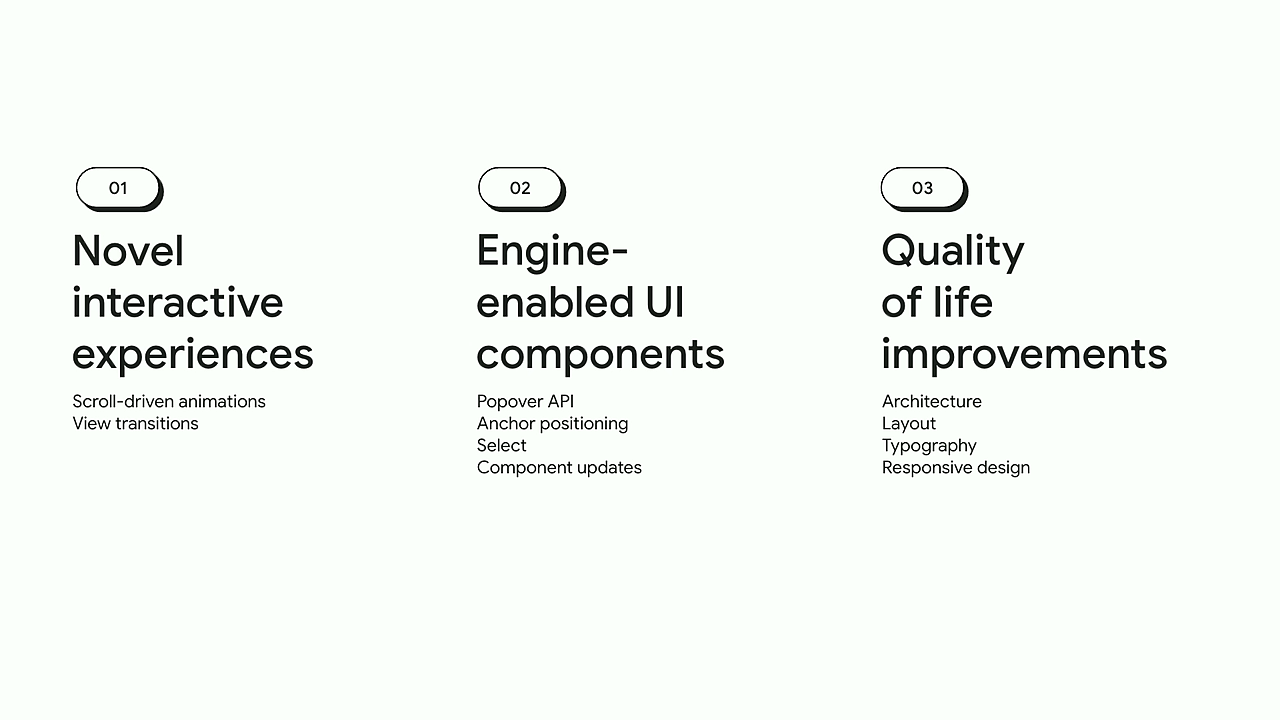 01
Novel
interactive
experiences
Scroll-driven animations
View transitions
02
Engine-
enabled UI
components
Popover API
Anchor positioning
Select
Component updates
03
Quality
of life
improvements
Architecture
Layout
Typography
Responsive design